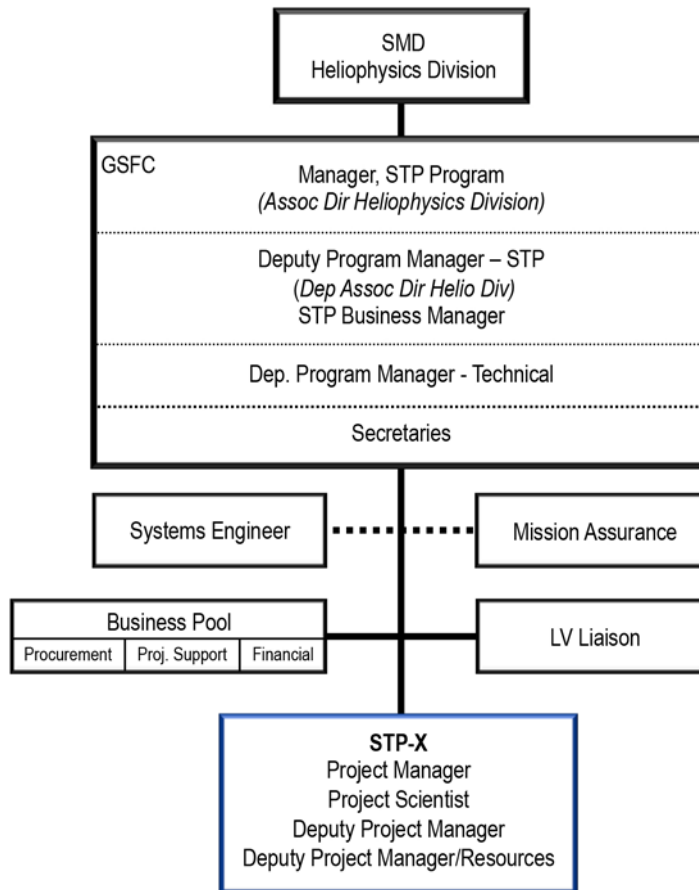 SMD
Heliophysics Division
GSFC
Manager, STP Program
(Assoc Dir Heliophysics Division)
Deputy Program Manager – STP
(Dep Assoc Dir Helio Div)
STP Business Manager
Dep. Program Manager - Technical
Secretaries
Systems Engineer
Mission Assurance
Business Pool
Procurement
Proj. Support
Financial
LV Liaison
STP-X
Project Manager
Project Scientist
Deputy Project Manager
Deputy Project Manager/Resources